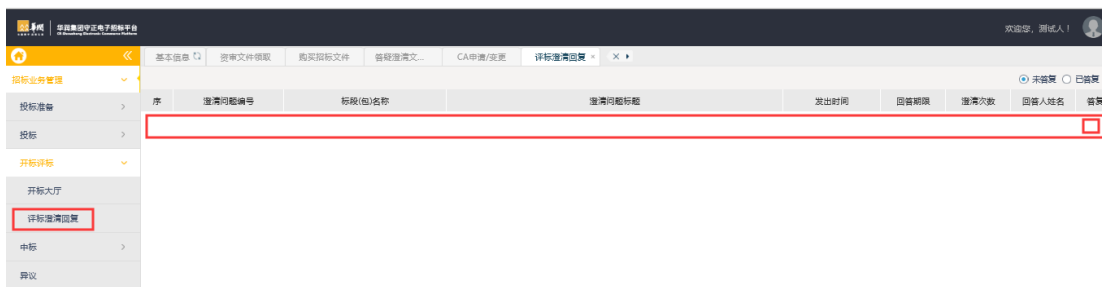 华润 华润集团守正电子招标平台
欢迎您，测试人！
基本信息 资审文件领取 购买招标文件 答疑澄清文... CA申请/变更 评标澄清回复 ×
招标业务管理
未答复 已答复
序 澄清问题编号 标段(包)名称 澄清问题标题 发出时间 回答期限 澄清次数 回答人姓名 答复
投标准备
投标
开标评标
开标大厅
评标澄清回复
中标
异议